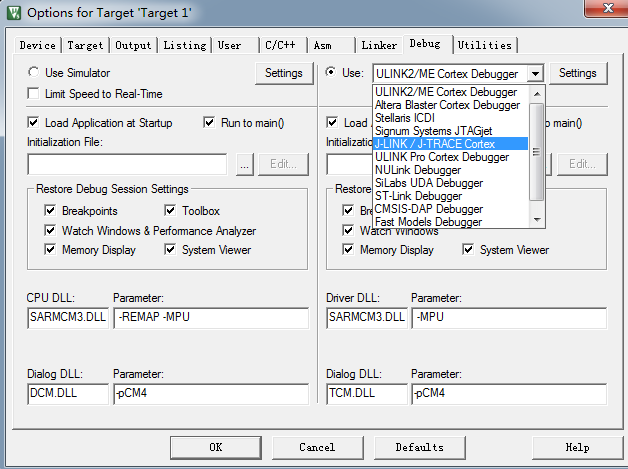 Options for Target 'Target 1'
Device Target Output Listing User C/C++ Asm Linker Debug Utilities
Use Simulator Settings
Limit Speed to Real-Time
Load Application at Startup Run to main()
Initialization File:
... Edit...
Restore Debug Session Settings
Breakpoints Toolbox
Watch Windows & Performance Analyzer
Memory Display System Viewer
CPU DLL: Parameter:
SARMCM3.DLL -REMAP -MPU
Dialog DLL: Parameter:
DCM.DLL -pCM4
Use: ULINK2/ME Cortex Debugger Settings
ULINK2/ME Cortex Debugger
Altera Blaster Cortex Debugger
Stellaris ICDI
Signum Systems JTAGjet
J-LINK / J-TRACE Cortex
ULINK Pro Cortex Debugger
NULink Debugger
SiLabs UDA Debugger
ST-Link Debugger
CMSIS-DAP Debugger
Fast Models Debugger
Load main()
Initializatio
Edit...
Restore
Bre
Watch Windows
Memory Display System Viewer
Driver DLL: Parameter:
SARMCM3.DLL -MPU
Dialog DLL: Parameter:
TCM.DLL -pCM4
OK Cancel Defaults Help